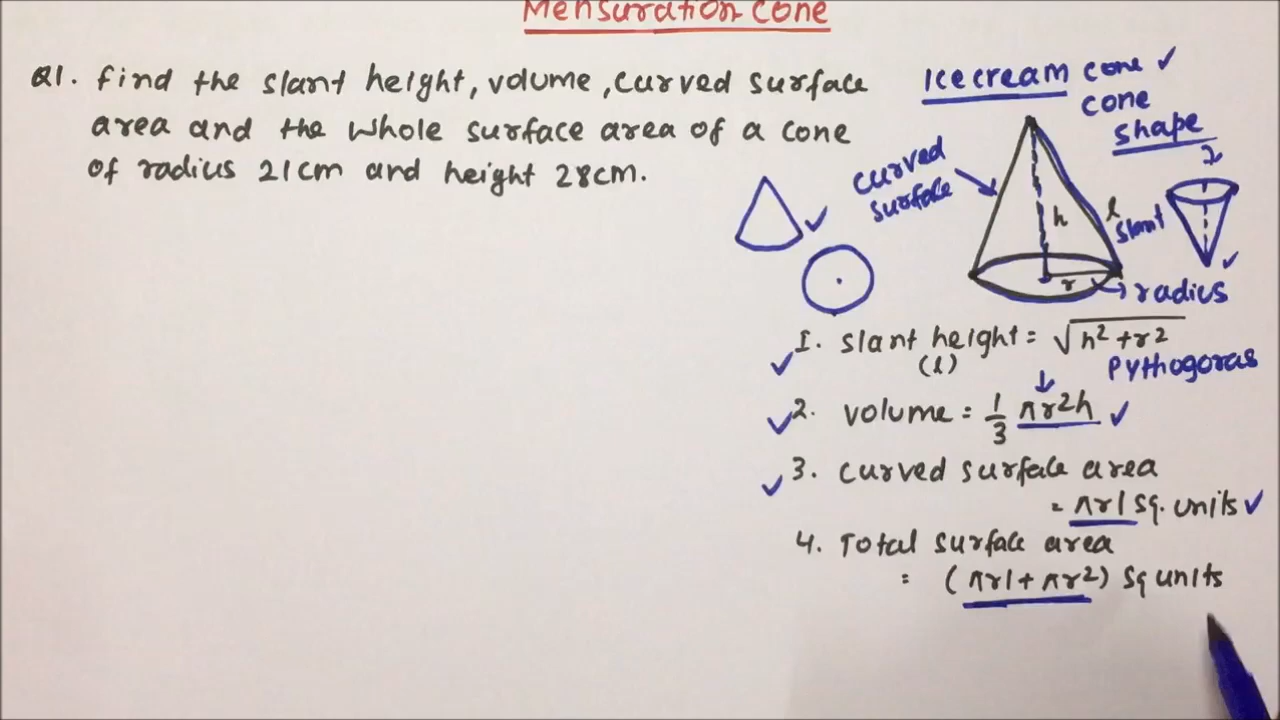 Mensuration Cone
Q1. find the slant height, volume, curved surface
area and the whole surface area of a cone
of radius 21cm and height 28cm.
Icecream cone ✓
cone
shape
curved
surface
h
l
slant
r
radius
1. slant height = √h²+r²
(l)
Pythogoras
2. volume = 1/3 πr2h
3. curved surface area
= πrl sq. units
4. Total surface area
= (πrl + πr²) sq units